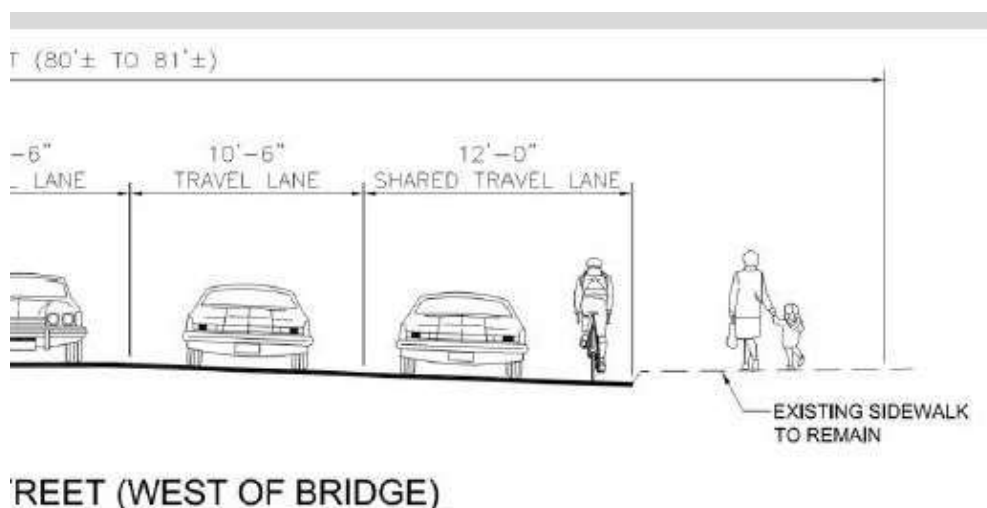 T (80'± TO 81'±)
-6" 10'-6" 12'-0"
L LANE TRAVEL LANE SHARED TRAVEL LANE
EXISTING SIDEWALK
TO REMAIN
TREET (WEST OF BRIDGE)